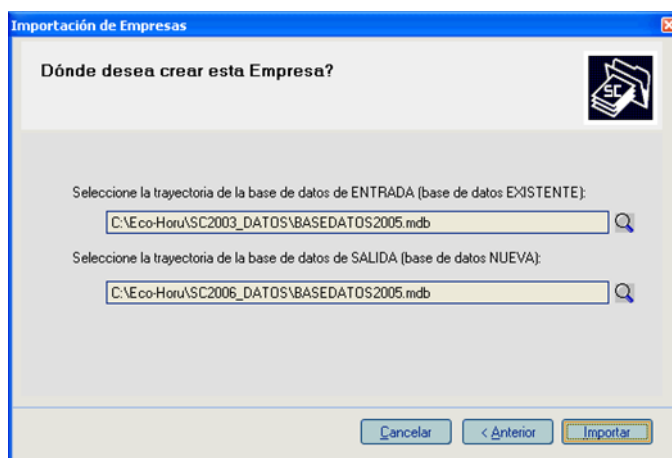 Importación de Empresas
Dónde desea crear esta Empresa?
SC
Seleccione la trayectoria de la base de datos de ENTRADA (base de datos EXISTENTE):
C:\Eco-Horu\SC2003_DATOS\BASEDATOS2005.mdb
Seleccione la trayectoria de la base de datos de SALIDA (base de datos NUEVA):
C:\Eco-Horu\SC2006_DATOS\BASEDATOS2005.mdb
Cancelar < Anterior Importar